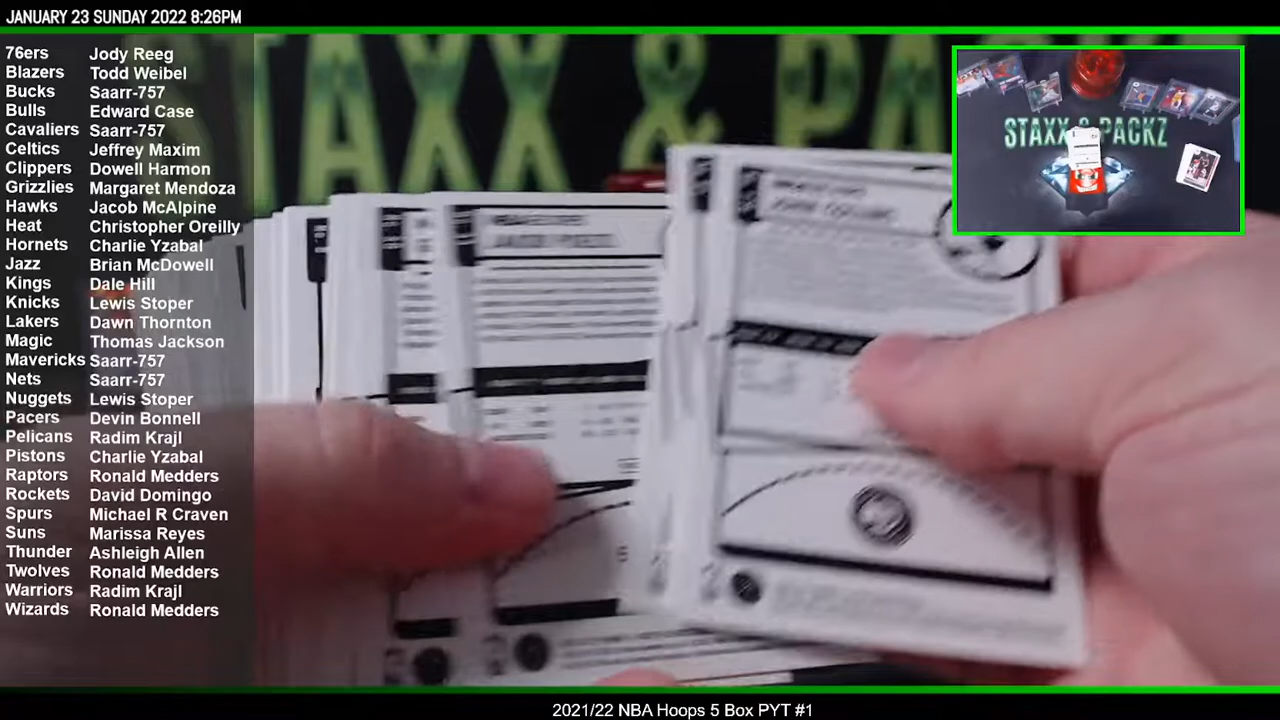 JANUARY 23 SUNDAY 2022 8:26PM
76ers Jody Reeg
Blazers Todd Weibel
Bucks Saarr-757
Bulls Edward Case
Cavaliers Saarr-757
Celtics Jeffrey Maxim
Clippers Dowell Harmon
Grizzlies Margaret Mendoza
Hawks Jacob McAlpine
Heat Christopher Oreilly
Hornets Charlie Yzabal
Jazz Brian McDowell
Kings Dale Hill
Knicks Lewis Stoper
Lakers Dawn Thornton
Magic Thomas Jackson
Mavericks Saarr-757
Nets Saarr-757
Nuggets Lewis Stoper
Pacers Devin Bonnell
Pelicans Radim Krajl
Pistons Charlie Yzabal
Raptors Ronald Medders
Rockets David Domingo
Spurs Michael R Craven
Suns Marissa Reyes
Thunder Ashleigh Allen
Twolves Ronald Medders
Warriors Radim Krajl
Wizards Ronald Medders
STAXX & PA
STAXX & PACKZ
2021/22 NBA Hoops 5 Box PYT #1